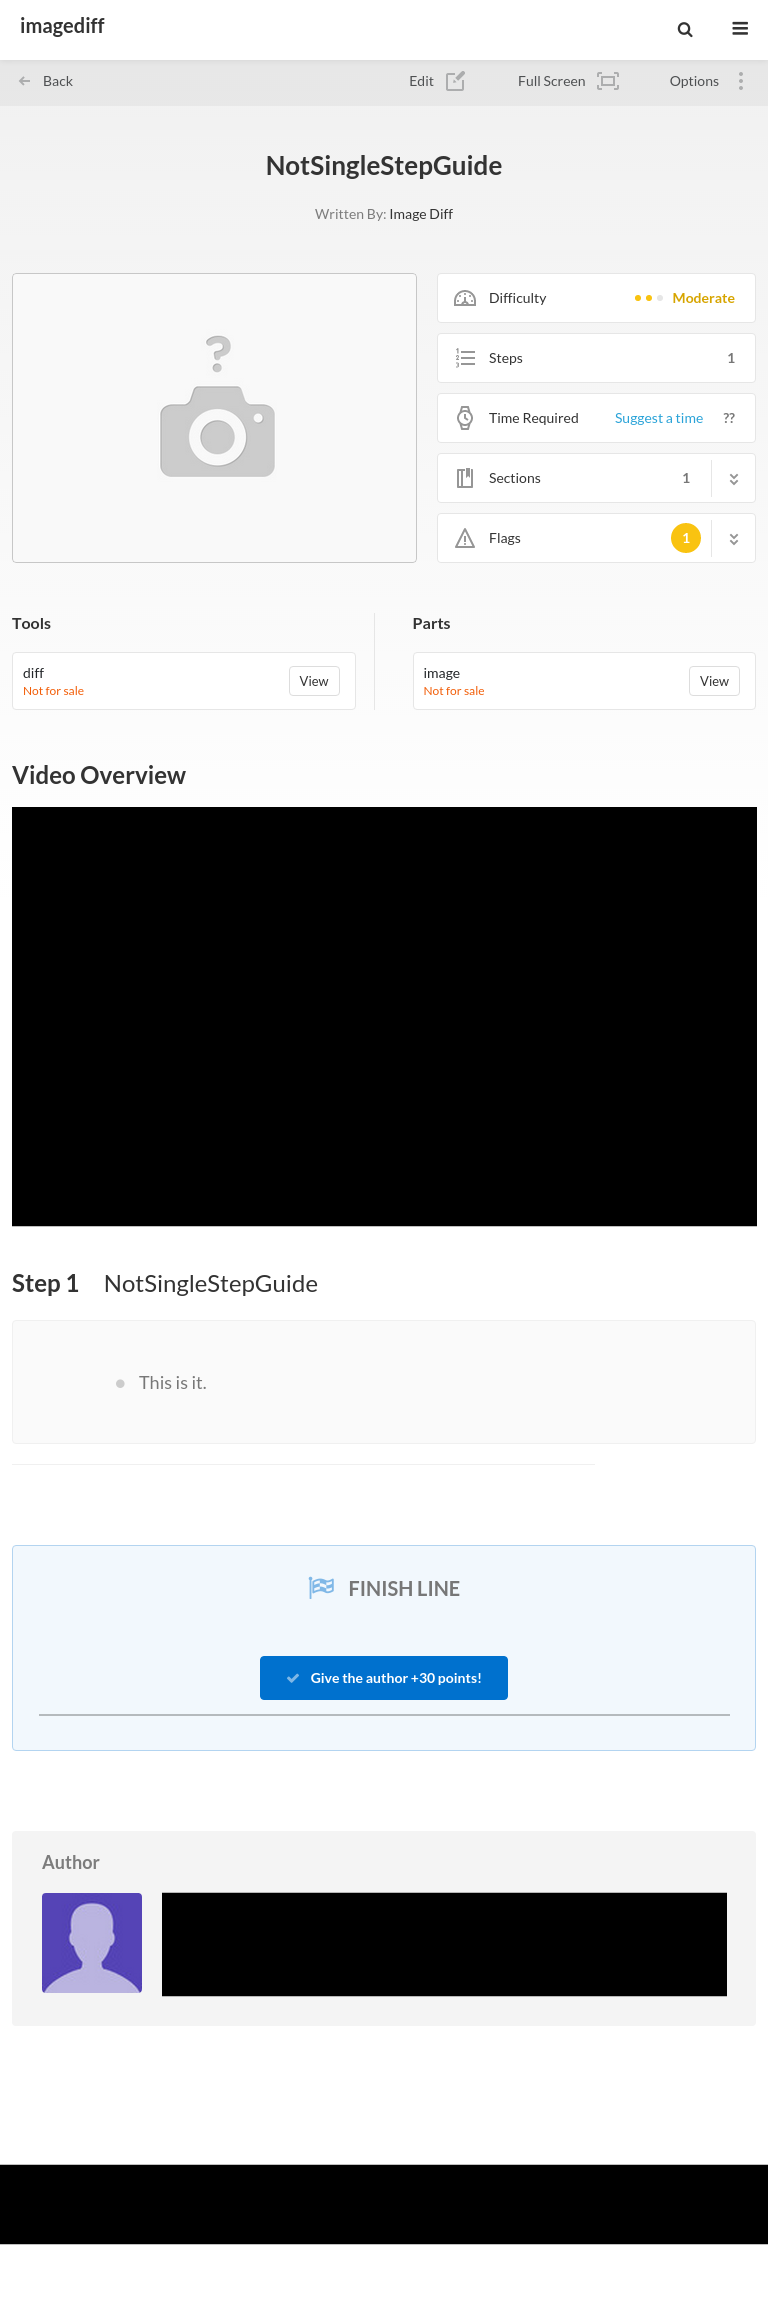 imagediff
Back Edit Full Screen Options
NotSingleStepGuide
Written By: Image Diff
?
Difficulty Moderate
Steps 1
Time Required Suggest a time ??
Sections 1
Flags 1
Tools
diff
Not for sale
View
Parts
image
Not for sale
View
Video Overview
Step 1 NotSingleStepGuide
This is it.
FINISH LINE
Give the author +30 points!
Author